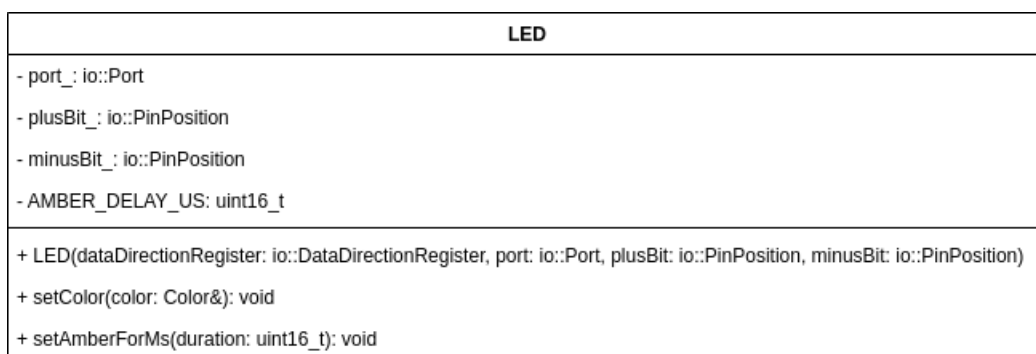 LED
- port_: io::Port
- plusBit_: io::PinPosition
- minusBit_: io::PinPosition
- AMBER_DELAY_US: uint16_t
+ LED(dataDirectionRegister: io::DataDirectionRegister, port: io::Port, plusBit: io::PinPosition, minusBit: io::PinPosition)
+ setColor(color: Color&): void
+ setAmberForMs(duration: uint16_t): void